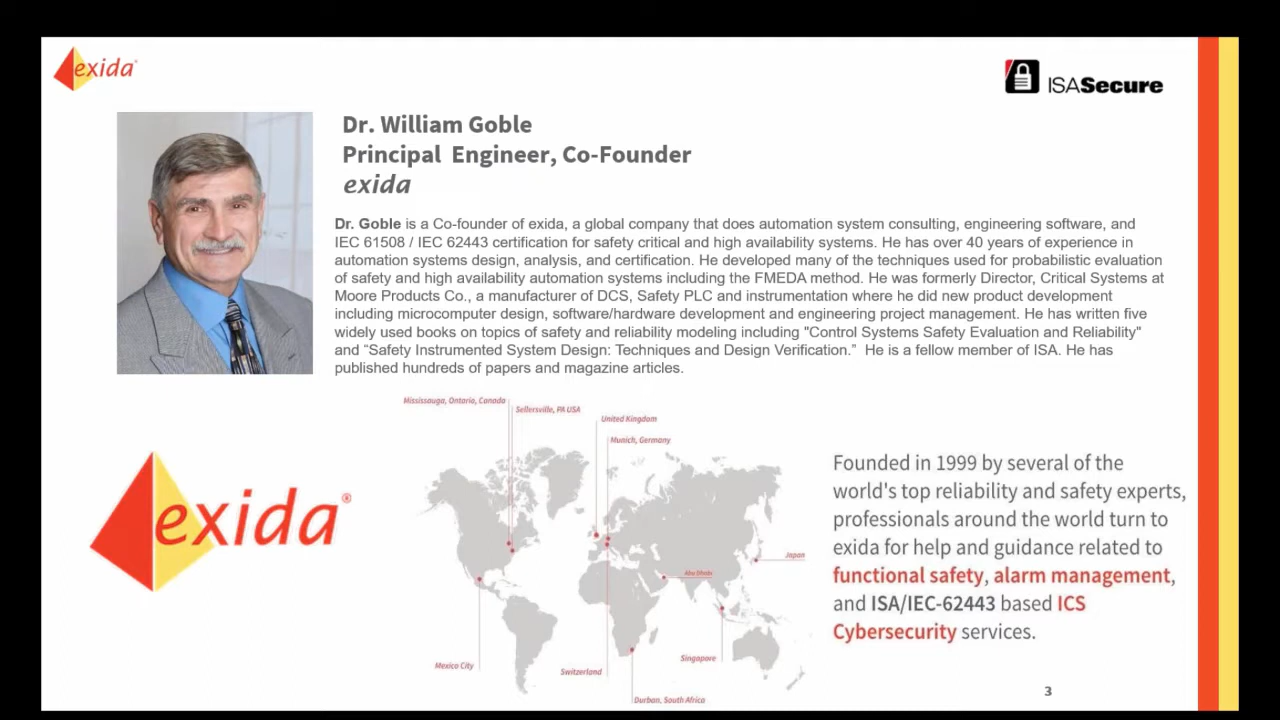 exida
ISASecure
Dr. William Goble
Principal Engineer, Co-Founder
exida
Dr. Goble is a Co-founder of exida, a global company that does automation system consulting, engineering software, and
IEC 61508 / IEC 62443 certification for safety critical and high availability systems. He has over 40 years of experience in
automation systems design, analysis, and certification. He developed many of the techniques used for probabilistic evaluation
of safety and high availability automation systems including the FMEDA method. He was formerly Director, Critical Systems at
Moore Products Co., a manufacturer of DCS, Safety PLC and instrumentation where he did new product development
including microcomputer design, software/hardware development and engineering project management. He has written five
widely used books on topics of safety and reliability modeling including "Control Systems Safety Evaluation and Reliability"
and “Safety Instrumented System Design: Techniques and Design Verification.” He is a fellow member of ISA. He has
published hundreds of papers and magazine articles.
Mississauga, Ontario, Canada
Sellersville, PA USA
United Kingdom
Munich, Germany
Japan
Abu Dhabi
Singapore
Mexico City
Switzerland
Durban, South Africa
exida®
Founded in 1999 by several of the
world's top reliability and safety experts,
professionals around the world turn to
exida for help and guidance related to
functional safety, alarm management,
and ISA/IEC-62443 based ICS
Cybersecurity services.
3